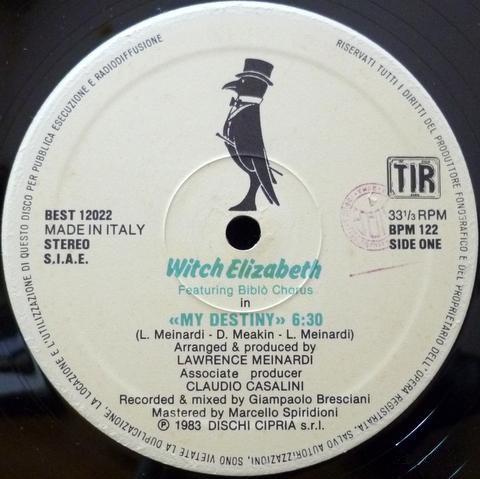 RISERVATI TUTTI I DIRITTI DEL PRODUTTORE FONOGRAFICO E DEL PROPRIETARIO DELL'OPERA REGISTRATA. SALVO AUTORIZZAZIONI, SONO VIETATE LA DUPLICAZIONE, LA LOCAZIONE E L'UTILIZZAZIONE DI QUESTO DISCO PER PUBBLICA ESECUZIONE E RADIODIFFUSIONE
TIR
BEST 12022
MADE IN ITALY
STEREO
S.I.A.E.
33 1/3 RPM
BPM 122
SIDE ONE
Witch Elizabeth
Featuring Biblò Chorus
in
«MY DESTINY» 6:30
(L. Meinardi - D. Meakin - L. Meinardi)
Arranged & produced by
LAWRENCE MEINARDI
Associate producer
CLAUDIO CASALINI
Recorded & mixed by Giampaolo Bresciani
Mastered by Marcello Spiridioni
℗ 1983 DISCHI CIPRIA s.r.l.